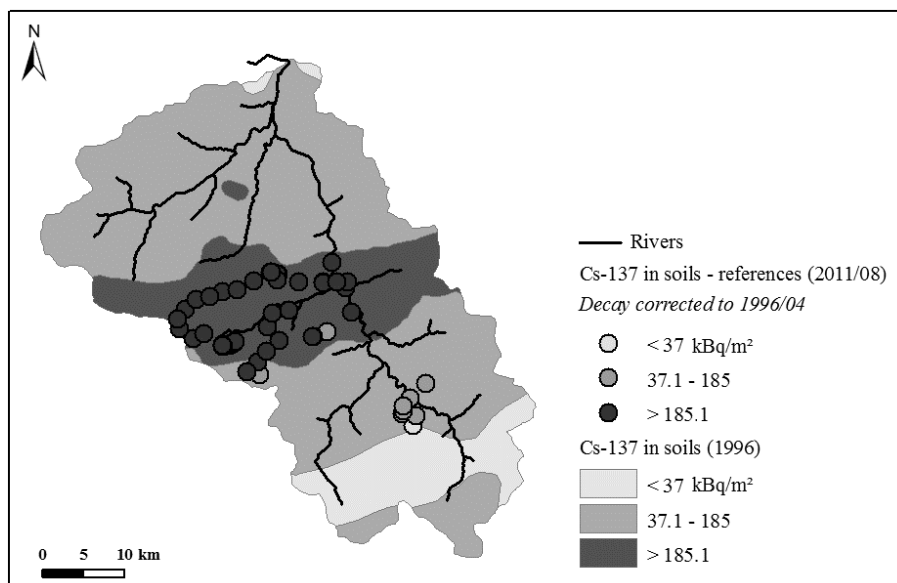 N
Rivers
Cs-137 in soils - references (2011/08)
Decay corrected to 1996/04
< 37 kBq/m²
37.1 - 185
> 185.1
Cs-137 in soils (1996)
< 37 kBq/m²
37.1 - 185
> 185.1
0 5 10 km